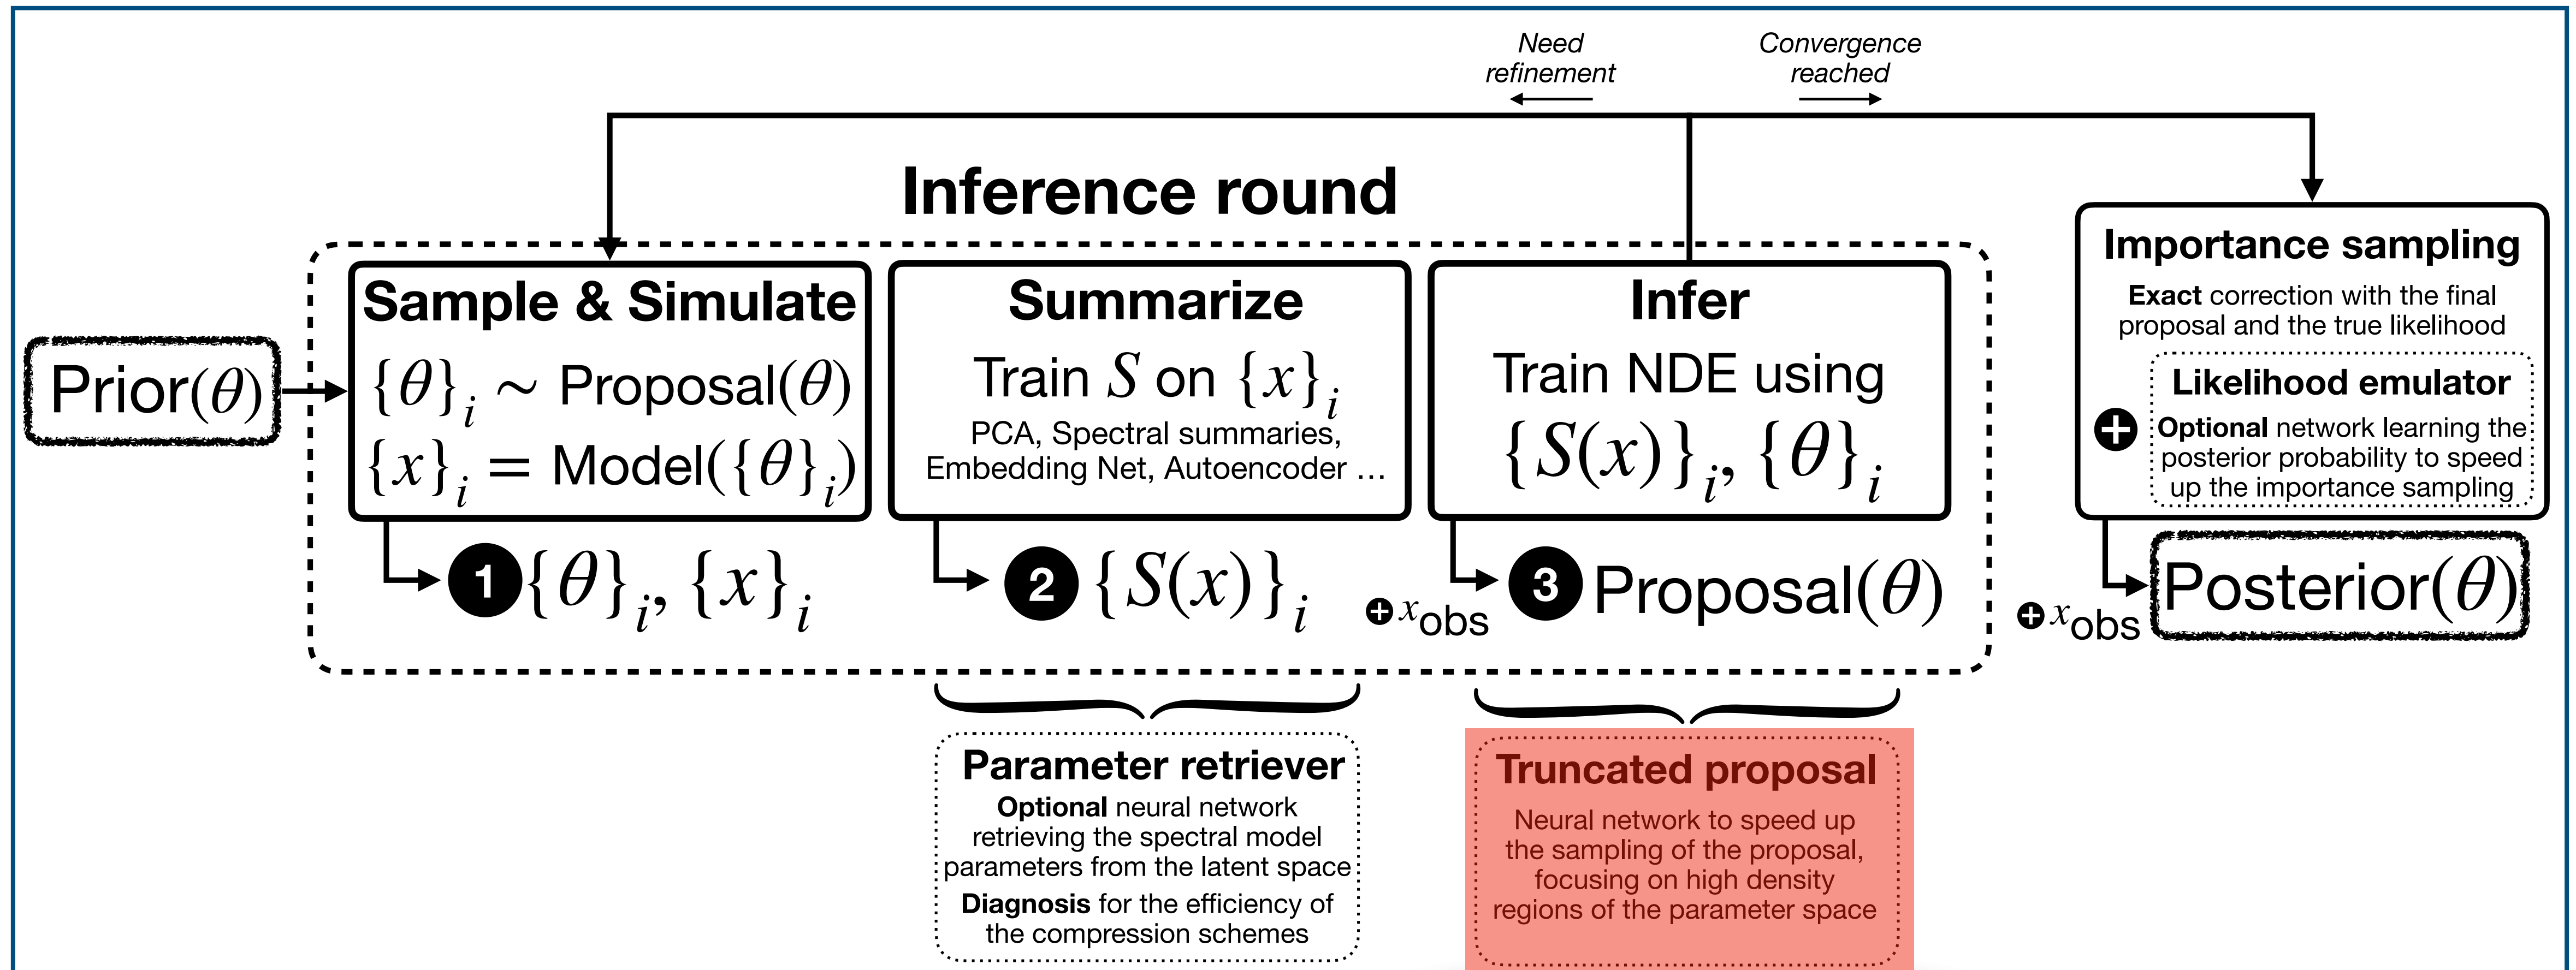 Need
refinement
Convergence
reached
Inference round
Prior(θ)
Sample & Simulate
{θ}ᵢ ∼ Proposal(θ)
{x}ᵢ = Model({θ}ᵢ)
1 {θ}ᵢ, {x}ᵢ
Summarize
Train S on {x}ᵢ
PCA, Spectral summaries,
Embedding Net, Autoencoder ...
2 {S(x)}ᵢ
Infer
Train NDE using
{S(x)}ᵢ, {θ}ᵢ
+ x_obs
3 Proposal(θ)
Importance sampling
Exact correction with the final
proposal and the true likelihood
+
Likelihood emulator
Optional network learning the
posterior probability to speed
up the importance sampling
+ x_obs
Posterior(θ)
Parameter retriever
Optional neural network
retrieving the spectral model
parameters from the latent space
Diagnosis for the efficiency of
the compression schemes
Truncated proposal
Neural network to speed up
the sampling of the proposal,
focusing on high density
regions of the parameter space